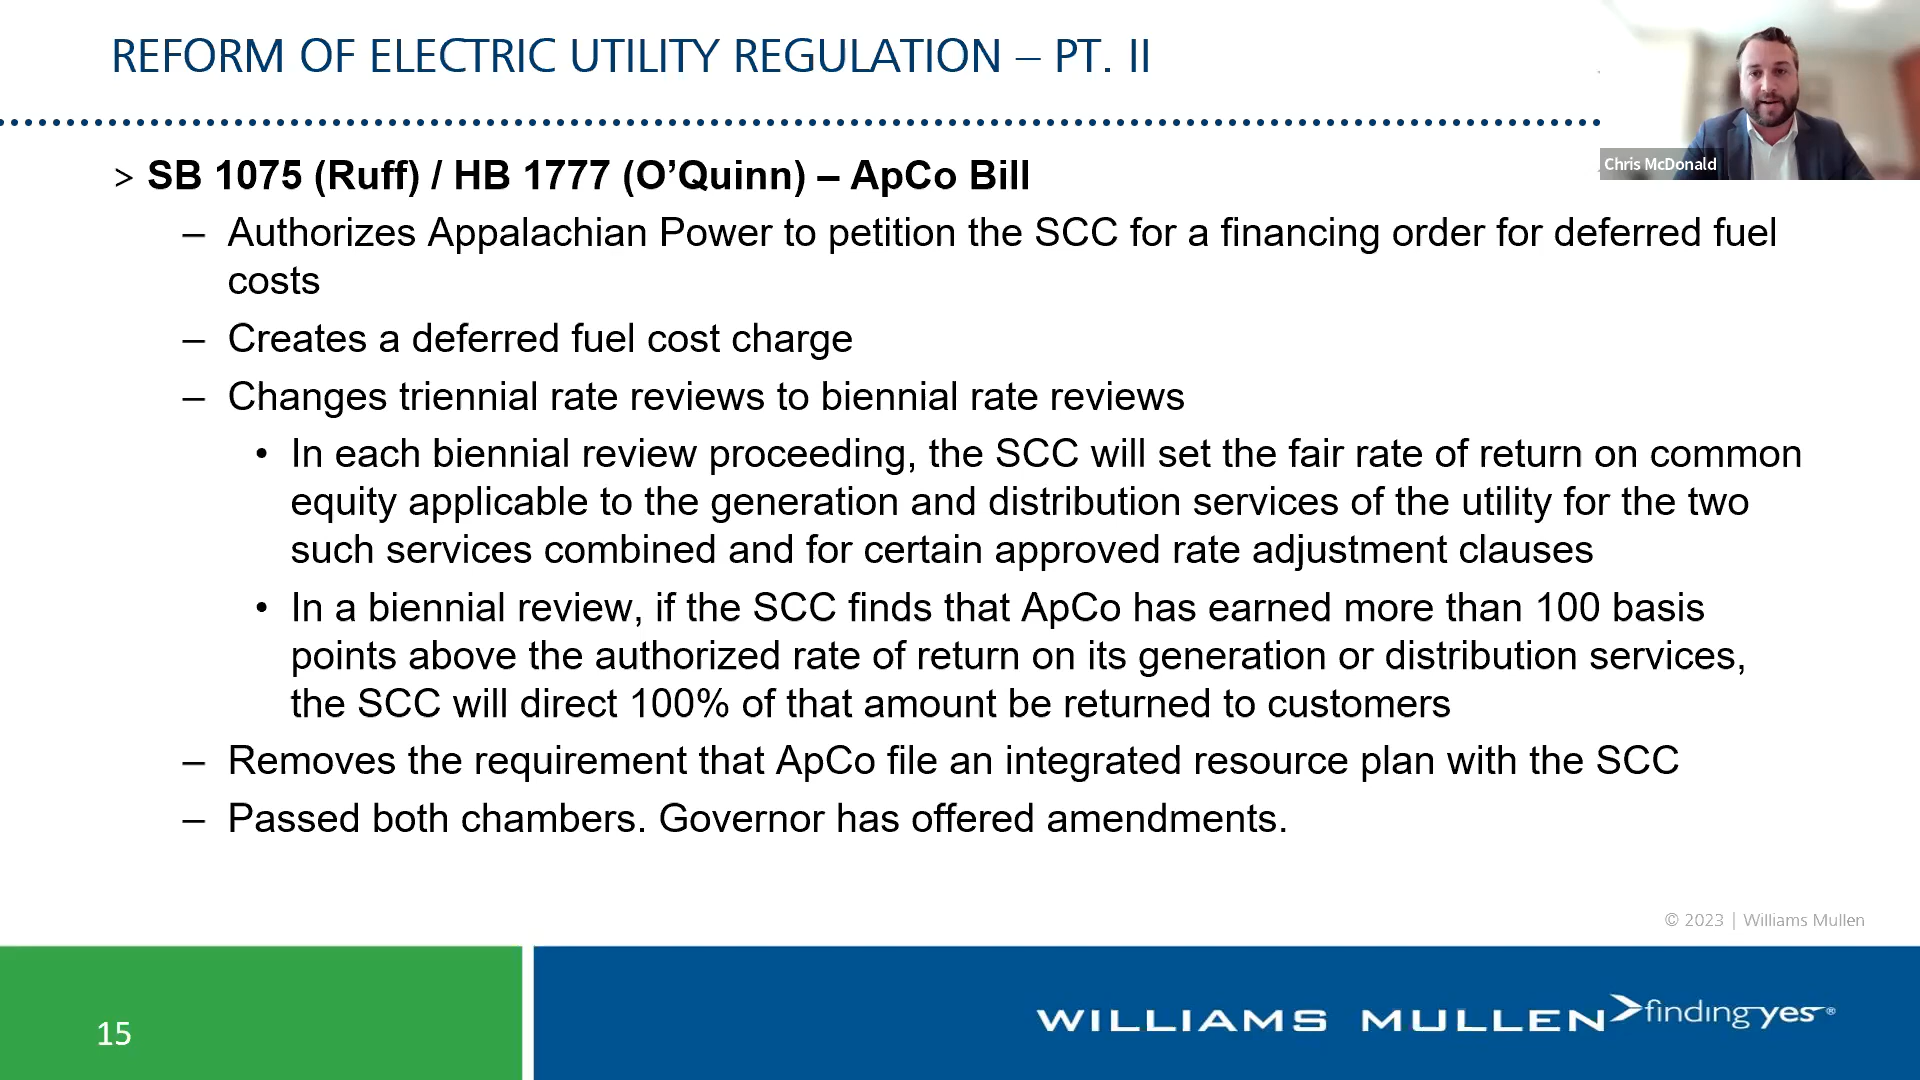 REFORM OF ELECTRIC UTILITY REGULATION – PT. II
Chris McDonald
> SB 1075 (Ruff) / HB 1777 (O’Quinn) – ApCo Bill
– Authorizes Appalachian Power to petition the SCC for a financing order for deferred fuel
costs
– Creates a deferred fuel cost charge
– Changes triennial rate reviews to biennial rate reviews
• In each biennial review proceeding, the SCC will set the fair rate of return on common
equity applicable to the generation and distribution services of the utility for the two
such services combined and for certain approved rate adjustment clauses
• In a biennial review, if the SCC finds that ApCo has earned more than 100 basis
points above the authorized rate of return on its generation or distribution services,
the SCC will direct 100% of that amount be returned to customers
– Removes the requirement that ApCo file an integrated resource plan with the SCC
– Passed both chambers. Governor has offered amendments.
© 2023 | Williams Mullen
15
WILLIAMS MULLEN findingyes®